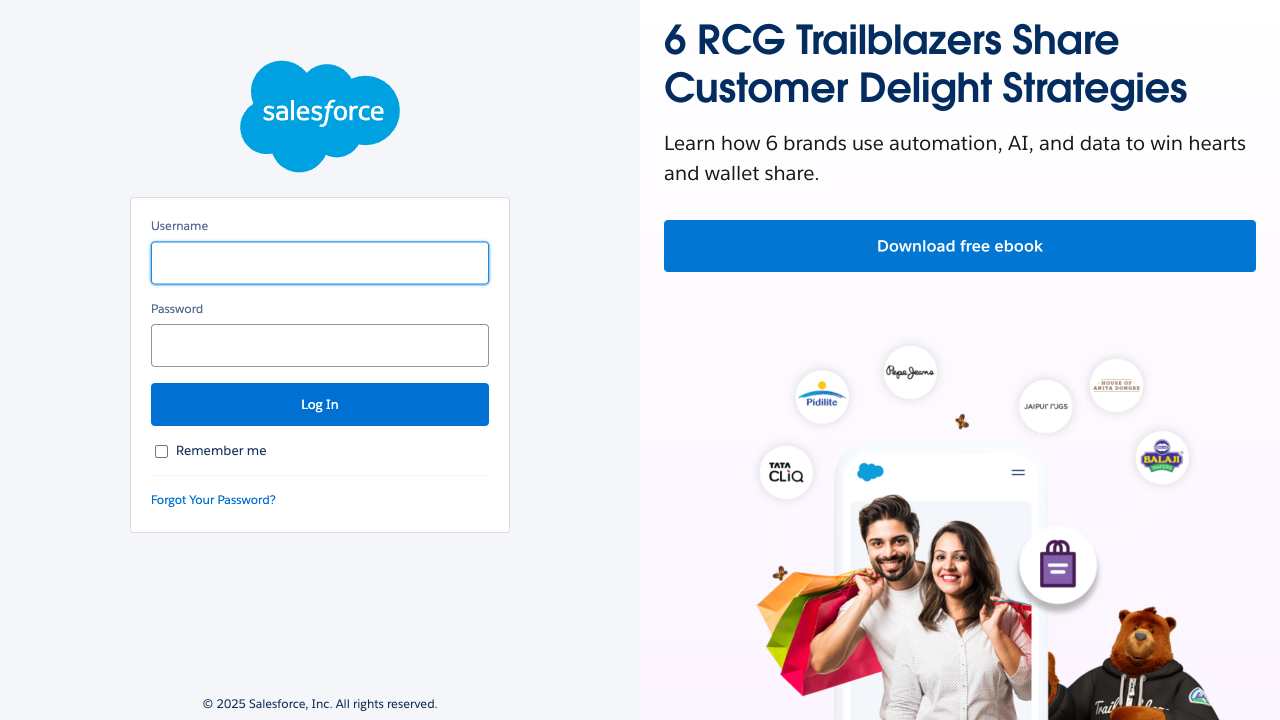 salesforce
Username
Password
Log In
Remember me
Forgot Your Password?
© 2025 Salesforce, Inc. All rights reserved.
6 RCG Trailblazers Share
Customer Delight Strategies
Learn how 6 brands use automation, AI, and data to win hearts
and wallet share.
Download free ebook
Pepe Jeans
Pidilite
HOUSE OF
ANITA DONGRE
JAIPUR RUGS
BALAJI
WAFERS
TATA
CLiQ